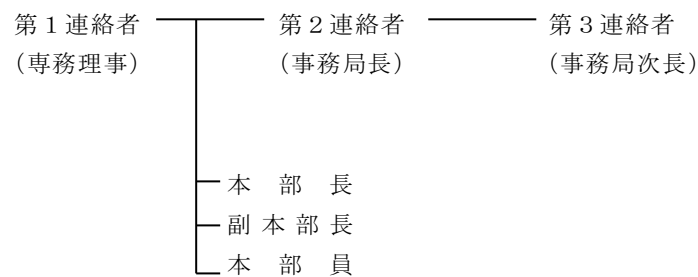 第１連絡者 第２連絡者 第３連絡者
（専務理事） （事務局長） （事務局次長）
本部長
副本部長
本部員